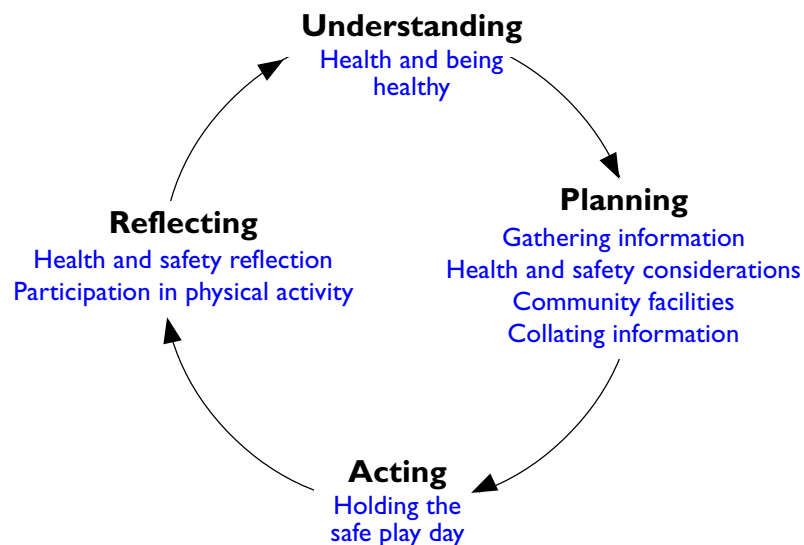 Understanding
Health and being
healthy
Planning
Gathering information
Health and safety considerations
Community facilities
Collating information
Acting
Holding the
safe play day
Reflecting
Health and safety reflection
Participation in physical activity